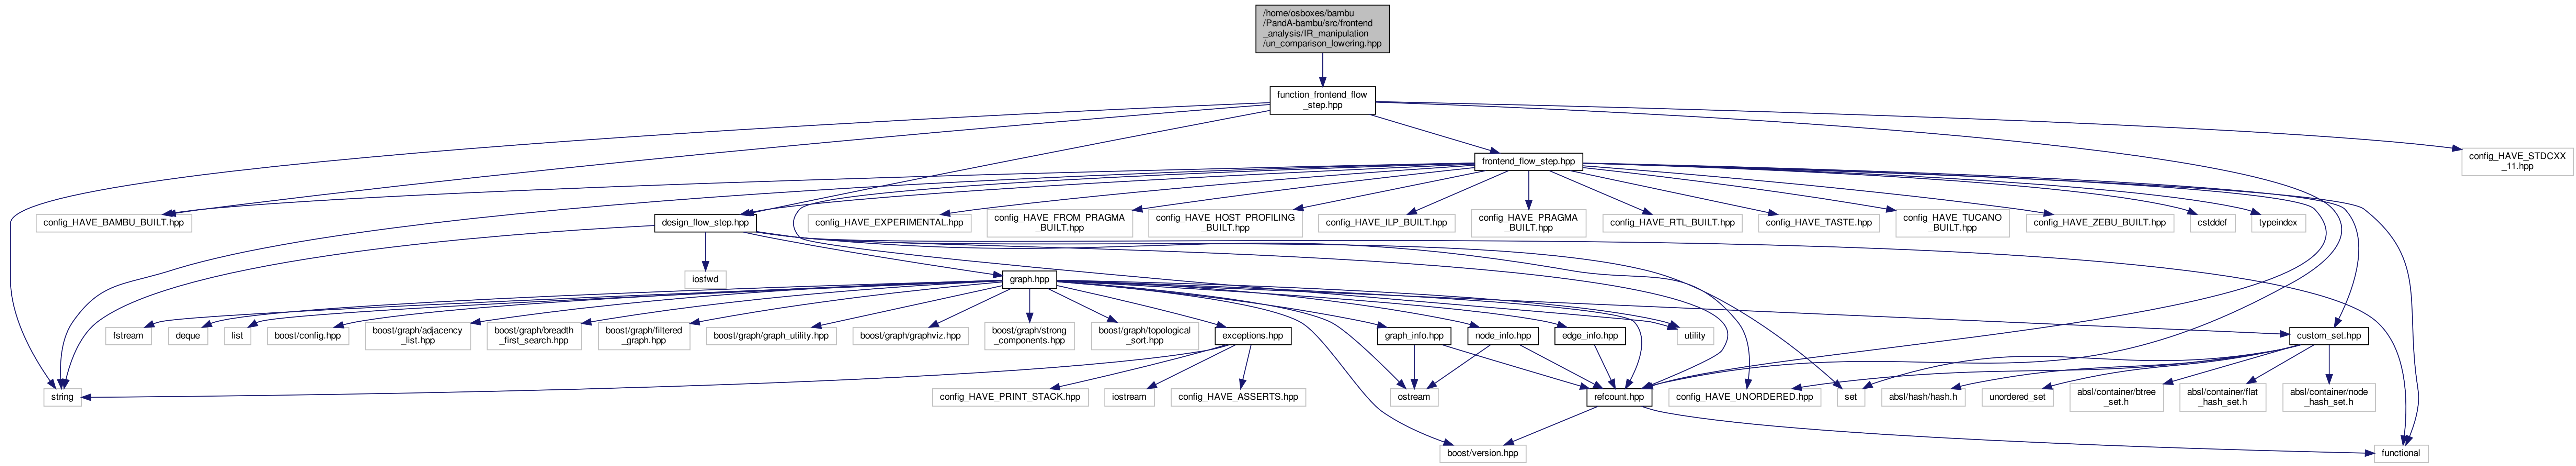 /home/osboxes/bambu
/PandA-bambu/src/frontend
_analysis/IR_manipulation
/un_comparison_lowering.hpp
function_frontend_flow
_step.hpp
frontend_flow_step.hpp
config_HAVE_STDCXX
_11.hpp
config_HAVE_BAMBU_BUILT.hpp
design_flow_step.hpp
config_HAVE_EXPERIMENTAL.hpp
config_HAVE_FROM_PRAGMA
_BUILT.hpp
config_HAVE_HOST_PROFILING
_BUILT.hpp
config_HAVE_ILP_BUILT.hpp
config_HAVE_PRAGMA
_BUILT.hpp
config_HAVE_RTL_BUILT.hpp
config_HAVE_TASTE.hpp
config_HAVE_TUCANO
_BUILT.hpp
config_HAVE_ZEBU_BUILT.hpp
cstddef
typeindex
iosfwd
graph.hpp
fstream
deque
list
boost/config.hpp
boost/graph/adjacency
_list.hpp
boost/graph/breadth
_first_search.hpp
boost/graph/filtered
_graph.hpp
boost/graph/graph_utility.hpp
boost/graph/graphviz.hpp
boost/graph/strong
_components.hpp
boost/graph/topological
_sort.hpp
exceptions.hpp
graph_info.hpp
node_info.hpp
edge_info.hpp
utility
custom_set.hpp
string
config_HAVE_PRINT_STACK.hpp
iostream
config_HAVE_ASSERTS.hpp
ostream
refcount.hpp
config_HAVE_UNORDERED.hpp
set
absl/hash/hash.h
unordered_set
absl/container/btree
_set.h
absl/container/flat
_hash_set.h
absl/container/node
_hash_set.h
boost/version.hpp
functional